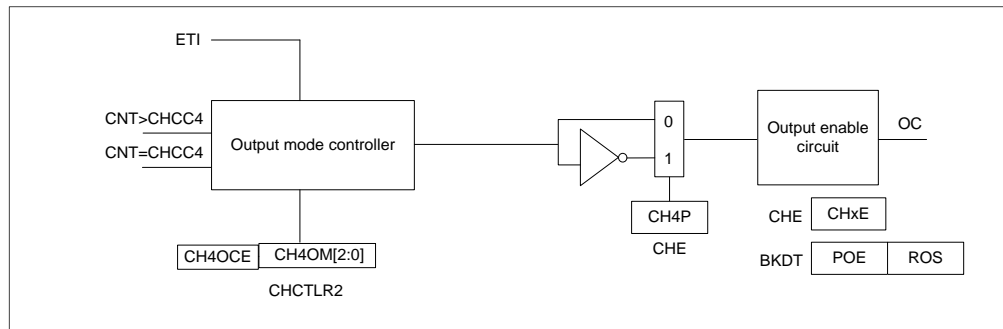 ETI
CNT>CHCC4
CNT=CHCC4
Output mode controller
0
1
Output enable
circuit
OC
CH4P
CHE
CHE
CHxE
CH4OCE
CH4OM[2:0]
CHCTLR2
BKDT
POE
ROS